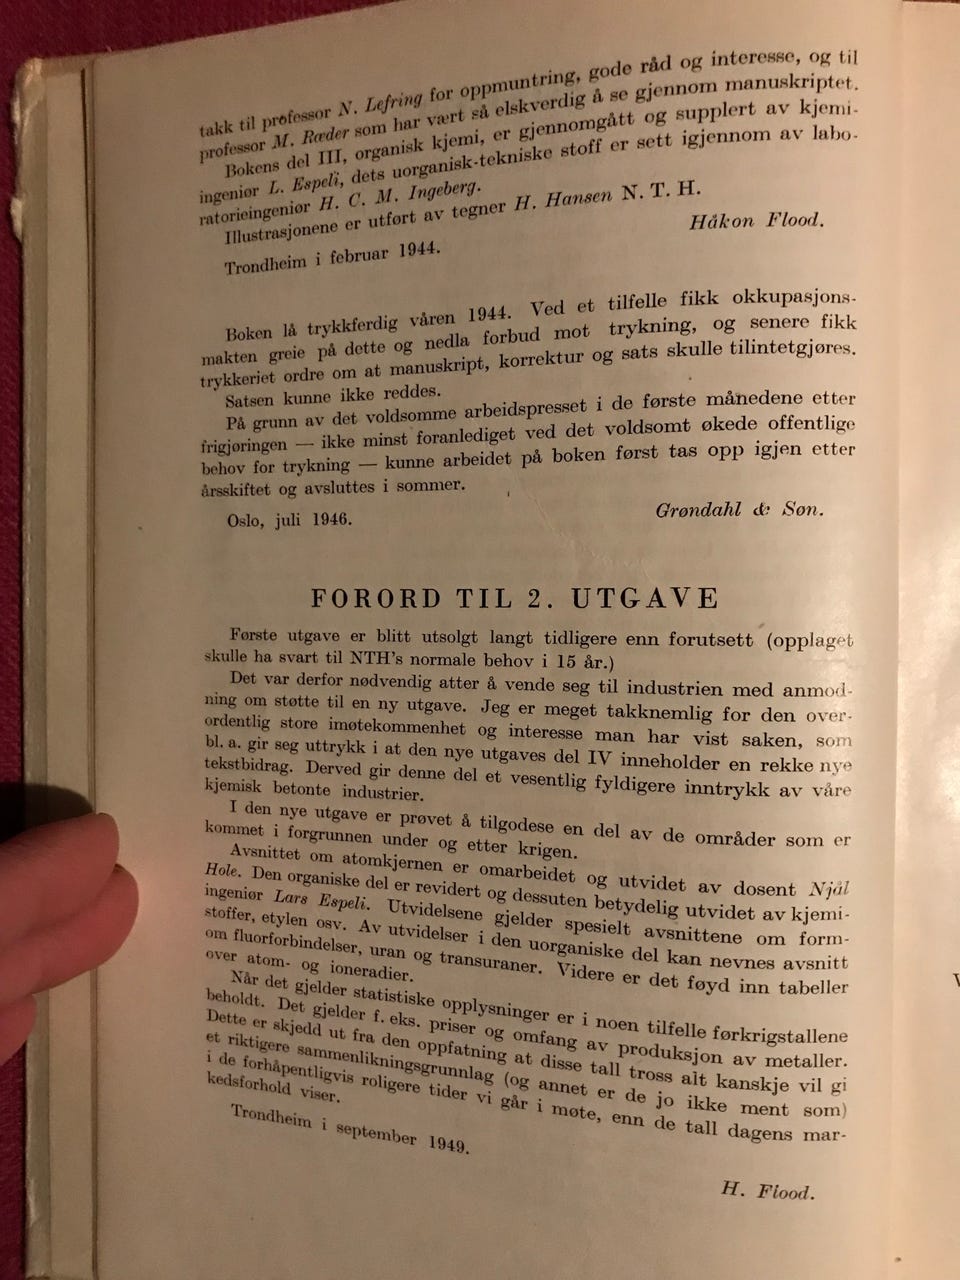 takk til professor N. Lefring for oppmuntring, gode råd og interesse, og til
professor M. Ræder som har vært så elskverdig å se gjennom manuskriptet.
Bokens del III, organisk kjemi, er gjennomgått og supplert av kjemi-
ingeniør L. Espeli, dets uorganisk-tekniske stoff er sett igjennom av labo-
ratorieingeniør H. C. M. Ingeberg.
Illustrasjonene er utført av tegner H. Hansen N. T. H.
Håkon Flood.
Trondheim i februar 1944.
Boken lå trykkferdig våren 1944. Ved et tilfelle fikk okkupasjons-
makten greie på dette og nedla forbud mot trykning, og senere fikk
trykkeriet ordre om at manuskript, korrektur og sats skulle tilintetgjøres.
Satsen kunne ikke reddes.
På grunn av det voldsomme arbeidspresset i de første månedene etter
frigjøringen — ikke minst foranlediget ved det voldsomt økede offentlige
behov for trykning — kunne arbeidet på boken først tas opp igjen etter
årsskiftet og avsluttes i sommer.
Grøndahl & Søn.
Oslo, juli 1946.
FORORD TIL 2. UTGAVE
Første utgave er blitt utsolgt langt tidligere enn forutsett (opplaget
skulle ha svart til NTH's normale behov i 15 år.)
Det var derfor nødvendig atter å vende seg til industrien med anmod-
ning om støtte til en ny utgave. Jeg er meget takknemlig for den over-
ordentlig store imøtekommenhet og interesse man har vist saken, som
bl. a. gir seg uttrykk i at den nye utgaves del IV inneholder en rekke nye
tekstbidrag. Derved gir denne del et vesentlig fyldigere inntrykk av våre
kjemisk betonte industrier.
I den nye utgave er prøvet å tilgodese en del av de områder som er
kommet i forgrunnen under og etter krigen.
Avsnittet om atomkjernen er omarbeidet og utvidet av dosent Njål
Hole. Den organiske del er revidert og dessuten betydelig utvidet av kjemi-
ingeniør Lars Espeli. Utvidelsene gjelder spesielt avsnittene om form-
stoffer, etylen osv. Av utvidelser i den uorganiske del kan nevnes avsnitt
om fluorforbindelser, uran og transuraner. Videre er det føyd inn tabeller
over atom- og ioneradier.
Når det gjelder statistiske opplysninger er i noen tilfelle førkrigstallene
beholdt. Det gjelder f. eks. priser og omfang av produksjon av metaller.
Dette er skjedd ut fra den oppfatning at disse tall tross alt kanskje vil gi
et riktigere sammenlikningsgrunnlag (og annet er de jo ikke ment som)
i de forhåpentligvis roligere tider vi går i møte, enn de tall dagens mar-
kedsforhold viser.
Trondheim i september 1949.
H. Flood.